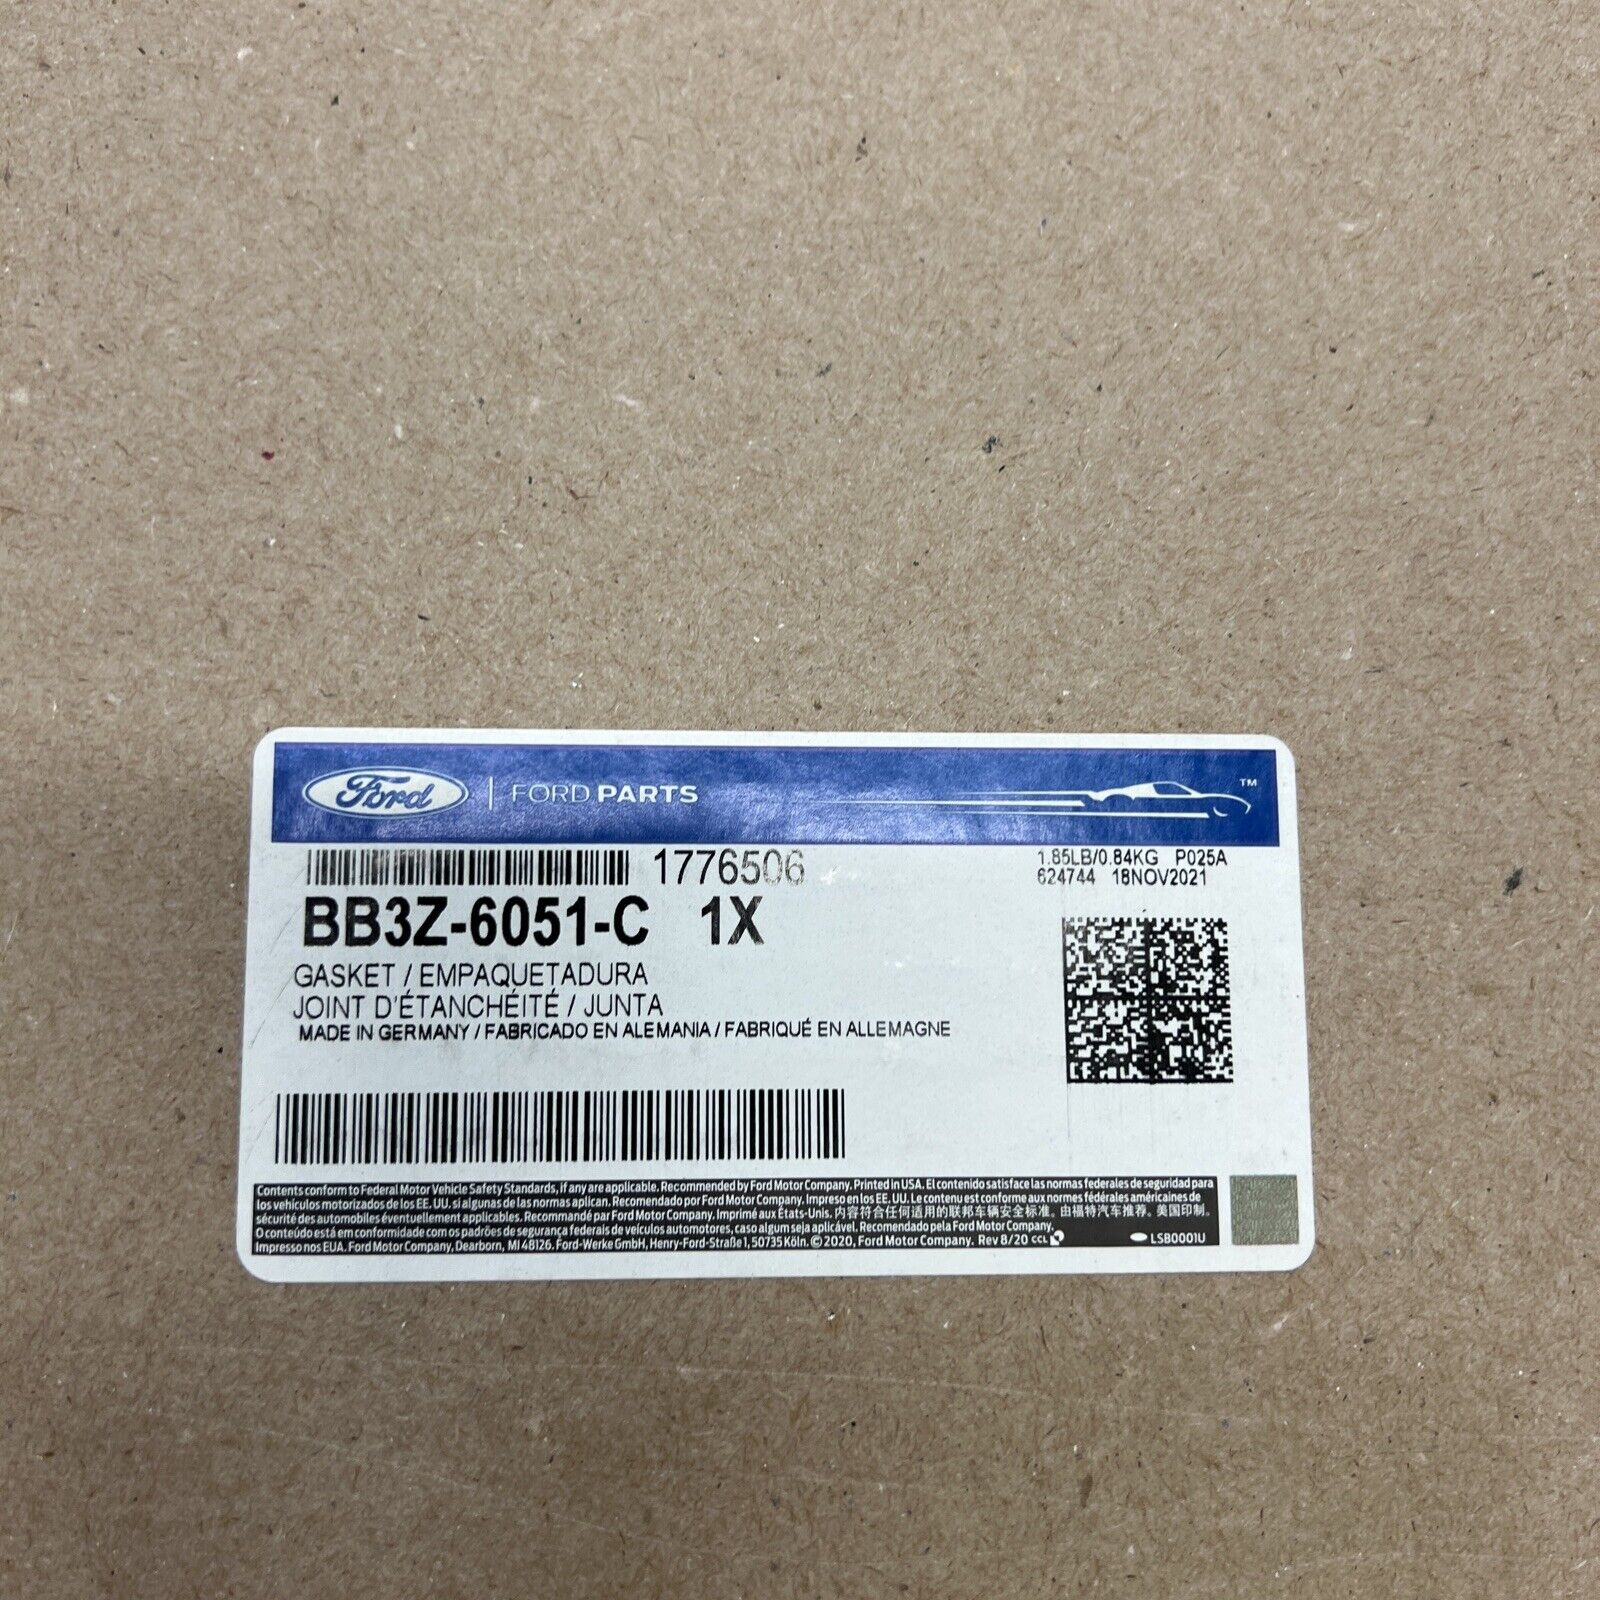 Ford | FORD PARTS ™
1776506
1.85LB/0.84KG P025A
624744 18NOV2021
BB3Z-6051-C 1X
GASKET / EMPAQUETADURA
JOINT D'ÉTANCHÉITÉ / JUNTA
MADE IN GERMANY / FABRICADO EN ALEMANIA / FABRIQUÉ EN ALLEMAGNE
Contents conform to Federal Motor Vehicle Safety Standards, if any are applicable. Recommended by Ford Motor Company. Printed in USA. El contenido satisface las normas federales de seguridad para
los vehículos motorizados de los EE. UU. si algunas de las normas aplican. Recomendado por Ford Motor Company. Impreso en los EE. UU. Le contenu est conforme aux normes fédérales américaines de
sécurité des automobiles éventuellement applicables. Recommandé par Ford Motor Company. Imprimé aux États-Unis. 内容符合任何适用的联邦车辆安全标准。由福特汽车推荐。美国印制。
O conteúdo está em conformidade com os padrões de segurança federais de veículos automotores, caso algum seja aplicável. Recomendado pela Ford Motor Company.
Impresso nos EUA. Ford Motor Company, Dearborn, MI 48126. Ford-Werke GmbH, Henry-Ford-Straße 1, 50735 Köln. ©2020, Ford Motor Company. Rev 8/20 CCL LSB0001U